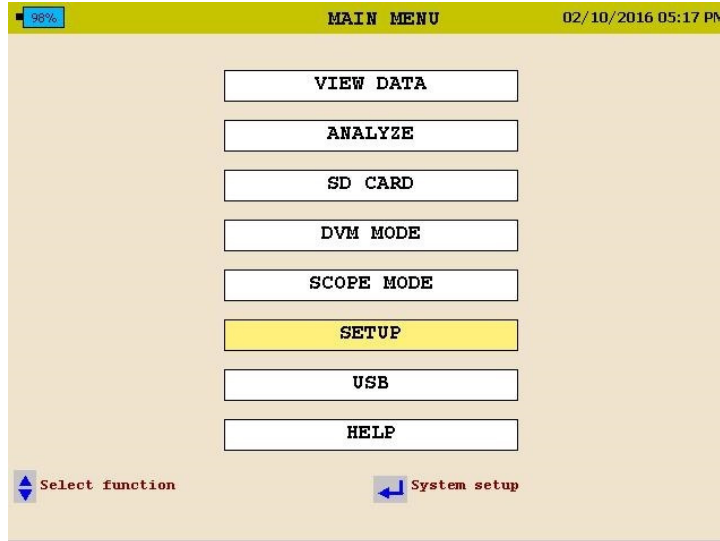 98% MAIN MENU 02/10/2016 05:17 PM
VIEW DATA
ANALYZE
SD CARD
DVM MODE
SCOPE MODE
SETUP
USB
HELP
Select function System setup